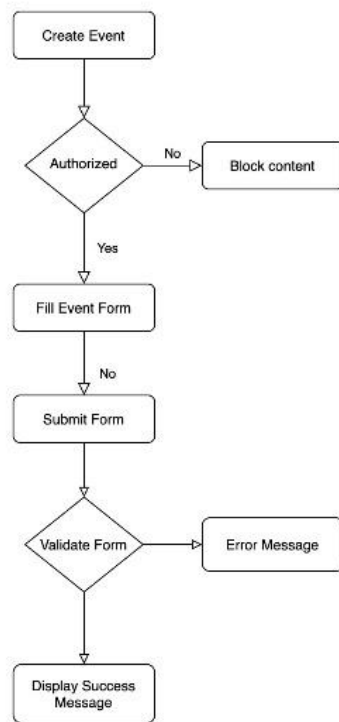 Create Event
Authorized
No
Block content
Yes
Fill Event Form
No
Submit Form
Validate Form
Error Message
Display Success
Message